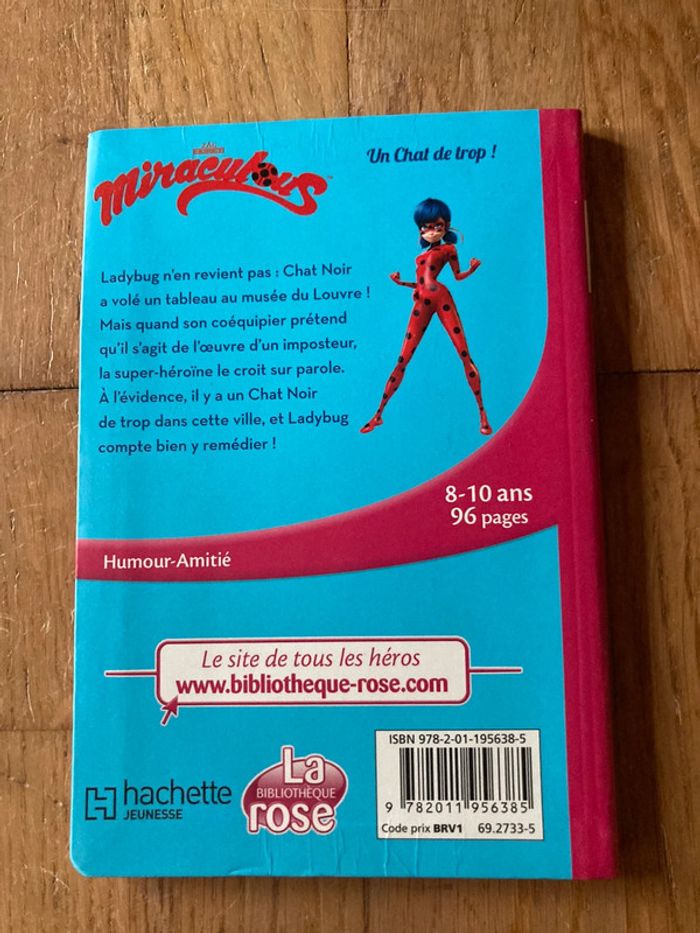 Miraculous
Un Chat de trop !
Ladybug n'en revient pas : Chat Noir
a volé un tableau au musée du Louvre !
Mais quand son coéquipier prétend
qu'il s'agit de l'œuvre d'un imposteur,
la super-héroïne le croit sur parole.
À l'évidence, il y a un Chat Noir
de trop dans cette ville, et Ladybug
compte bien y remédier !
8-10 ans
96 pages
Humour-Amitié
Le site de tous les héros
www.bibliotheque-rose.com
hachette
JEUNESSE
La
BIBLIOTHÈQUE
rose
ISBN 978-2-01-195638-5
9 782011 956385
Code prix BRV1 69.2733-5